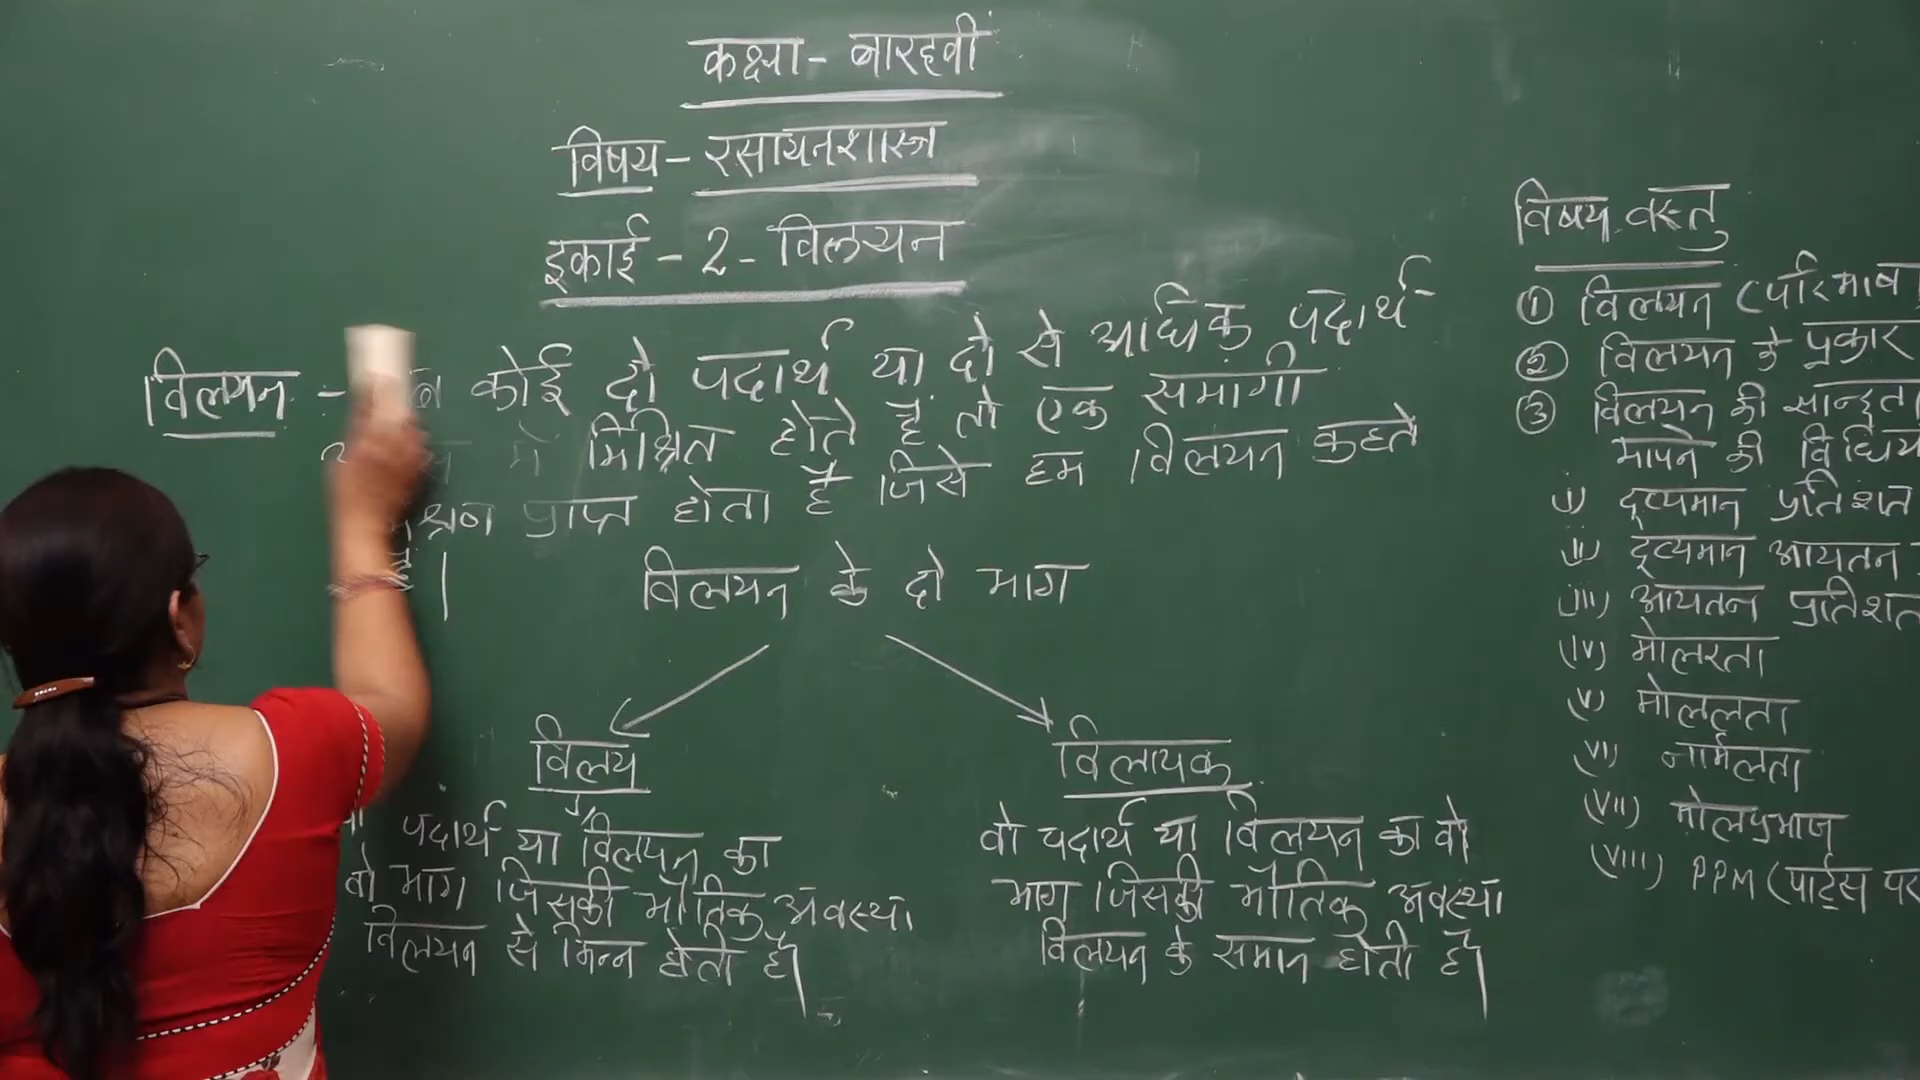 कक्षा - बारहवीं
विषय - रसायनशास्त्र
इकाई - 2 - विलयन
विलयन - कोई दो पदार्थ या दो से अधिक पदार्थ
में मिश्रित होते हैं तो एक समांगी
प्राप्त होता है जिसे हम विलयन कहते
हैं।
विलयन के दो भाग
विलेय
पदार्थ या विलयन का
वो भाग जिसकी भौतिक अवस्था
विलयन से भिन्न होती है।
विलायक
वो पदार्थ या विलयन का वो
भाग जिसकी भौतिक अवस्था
विलयन के समान होती है।
विषय वस्तु
① विलयन (परिभाषा
② विलयन के प्रकार
③ विलयन की सान्द्रता
मापने की विधिय
i) द्रव्यमान प्रतिशत
ii) द्रव्यमान आयतन
iii) आयतन प्रतिशत
(iv) मोलरता
(v) मोललता
(vi) नार्मलता
(vii) मोलप्रभाज
(viii) PPM (पार्ट्स पर